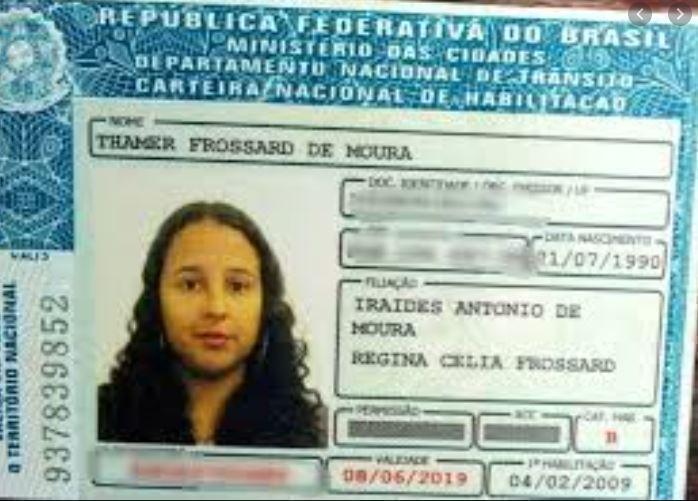 REPÚBLICA FEDERATIVA DO BRASIL
MINISTÉRIO DAS CIDADES
DEPARTAMENTO NACIONAL DE TRÂNSITO
CARTEIRA NACIONAL DE HABILITAÇÃO
NOME
THAMER FROSSARD DE MOURA
DOC. IDENTIDADE / ORG. EMISSOR / UF
DATA NASCIMENTO
/07/1990
FILIAÇÃO
IRAIDES ANTONIO DE
MOURA
REGINA CELIA FROSSARD
PERMISSÃO
ACC
CAT. HAB.
B
VALIDADE
08/06/2019
1ª HABILITAÇÃO
04/02/2009
O TERRITÓRIO NACIONAL
937839852